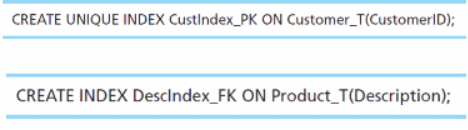 CREATE UNIQUE INDEX CustIndex_PK ON Customer_T(CustomerID);
CREATE INDEX DescIndex_FK ON Product_T(Description);